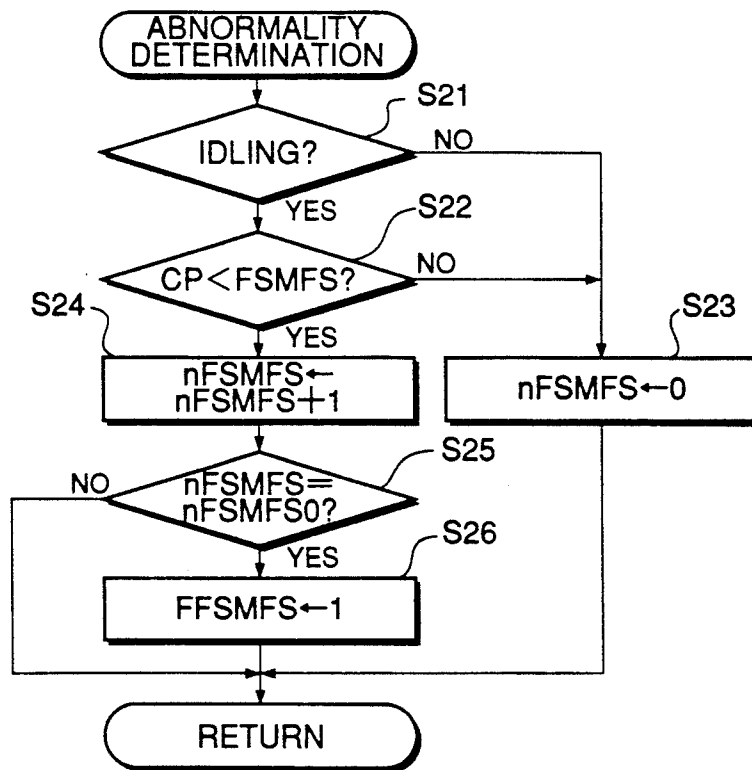 ABNORMALITY
DETERMINATION
S21
IDLING?
NO
YES
S22
CP<FSMFS?
NO
S24
YES
S23
nFSMFS←
nFSMFS+1
nFSMFS←0
S25
NO
nFSMFS=
nFSMFS0?
YES
S26
FFSMFS←1
RETURN